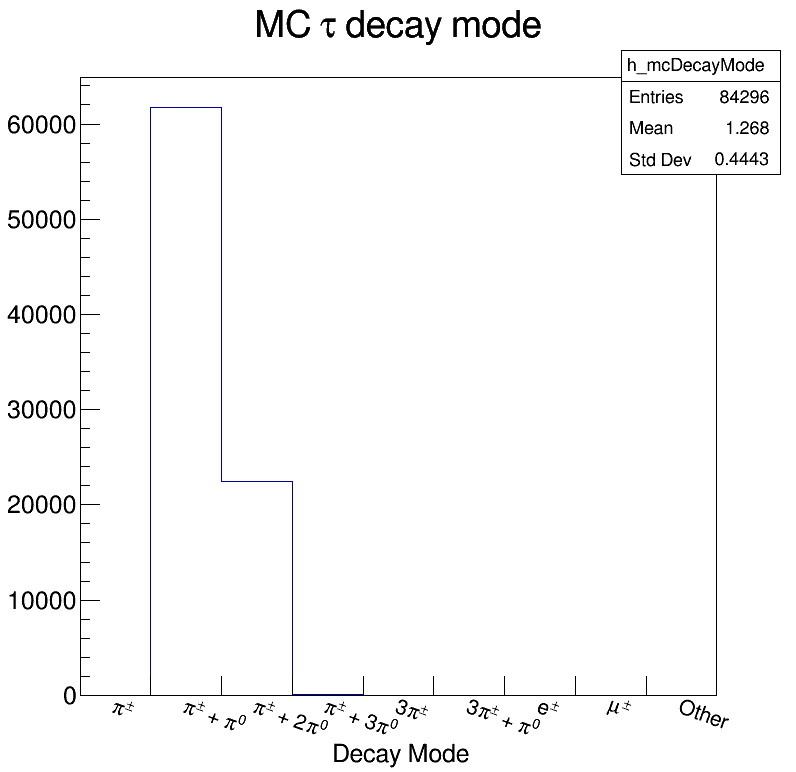 MC τ decay mode
h_mcDecayMode
Entries 84296
Mean 1.268
Std Dev 0.4443
60000
50000
40000
30000
20000
10000
0
π± π± + π⁰ π± + 2π⁰ π± + 3π⁰ 3π± 3π± + π⁰ e± μ± Other
Decay Mode